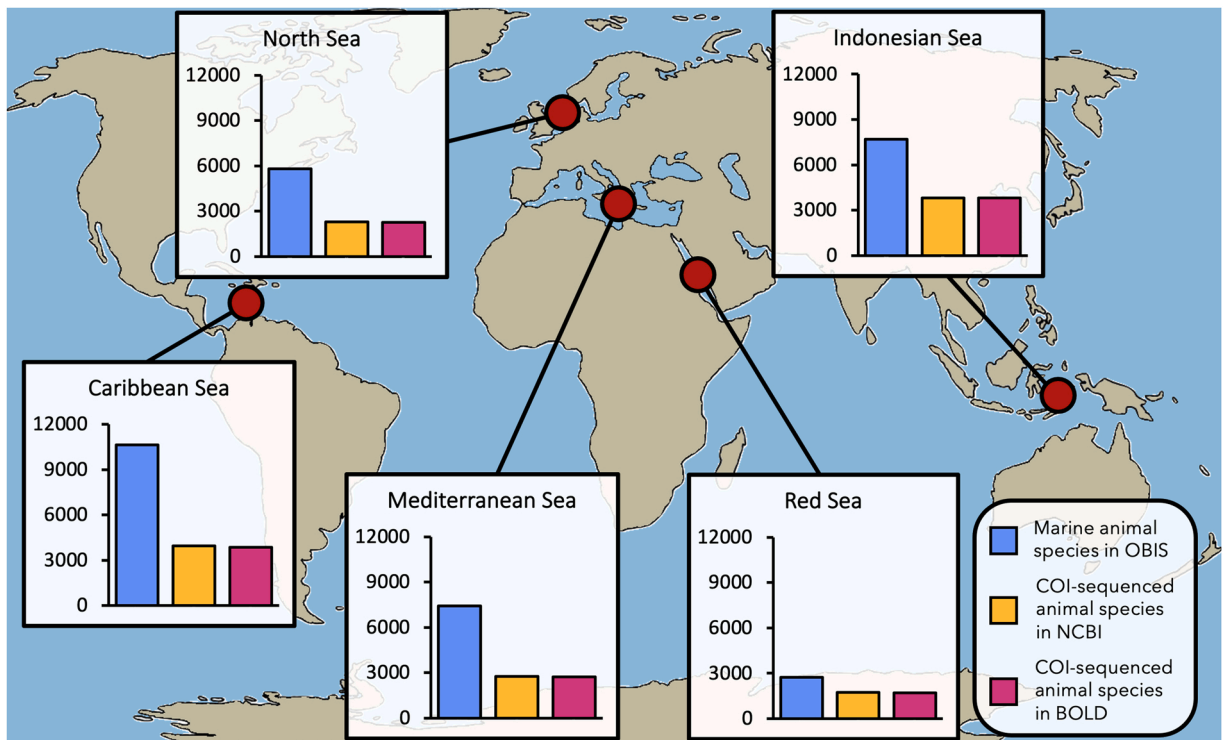 North Sea
12000
9000
6000
3000
0
Indonesian Sea
12000
9000
6000
3000
0
Caribbean Sea
12000
9000
6000
3000
0
Mediterranean Sea
12000
9000
6000
3000
0
Red Sea
12000
9000
6000
3000
0
Marine animal
species in OBIS
COI-sequenced
animal species
in NCBI
COI-sequenced
animal species
in BOLD